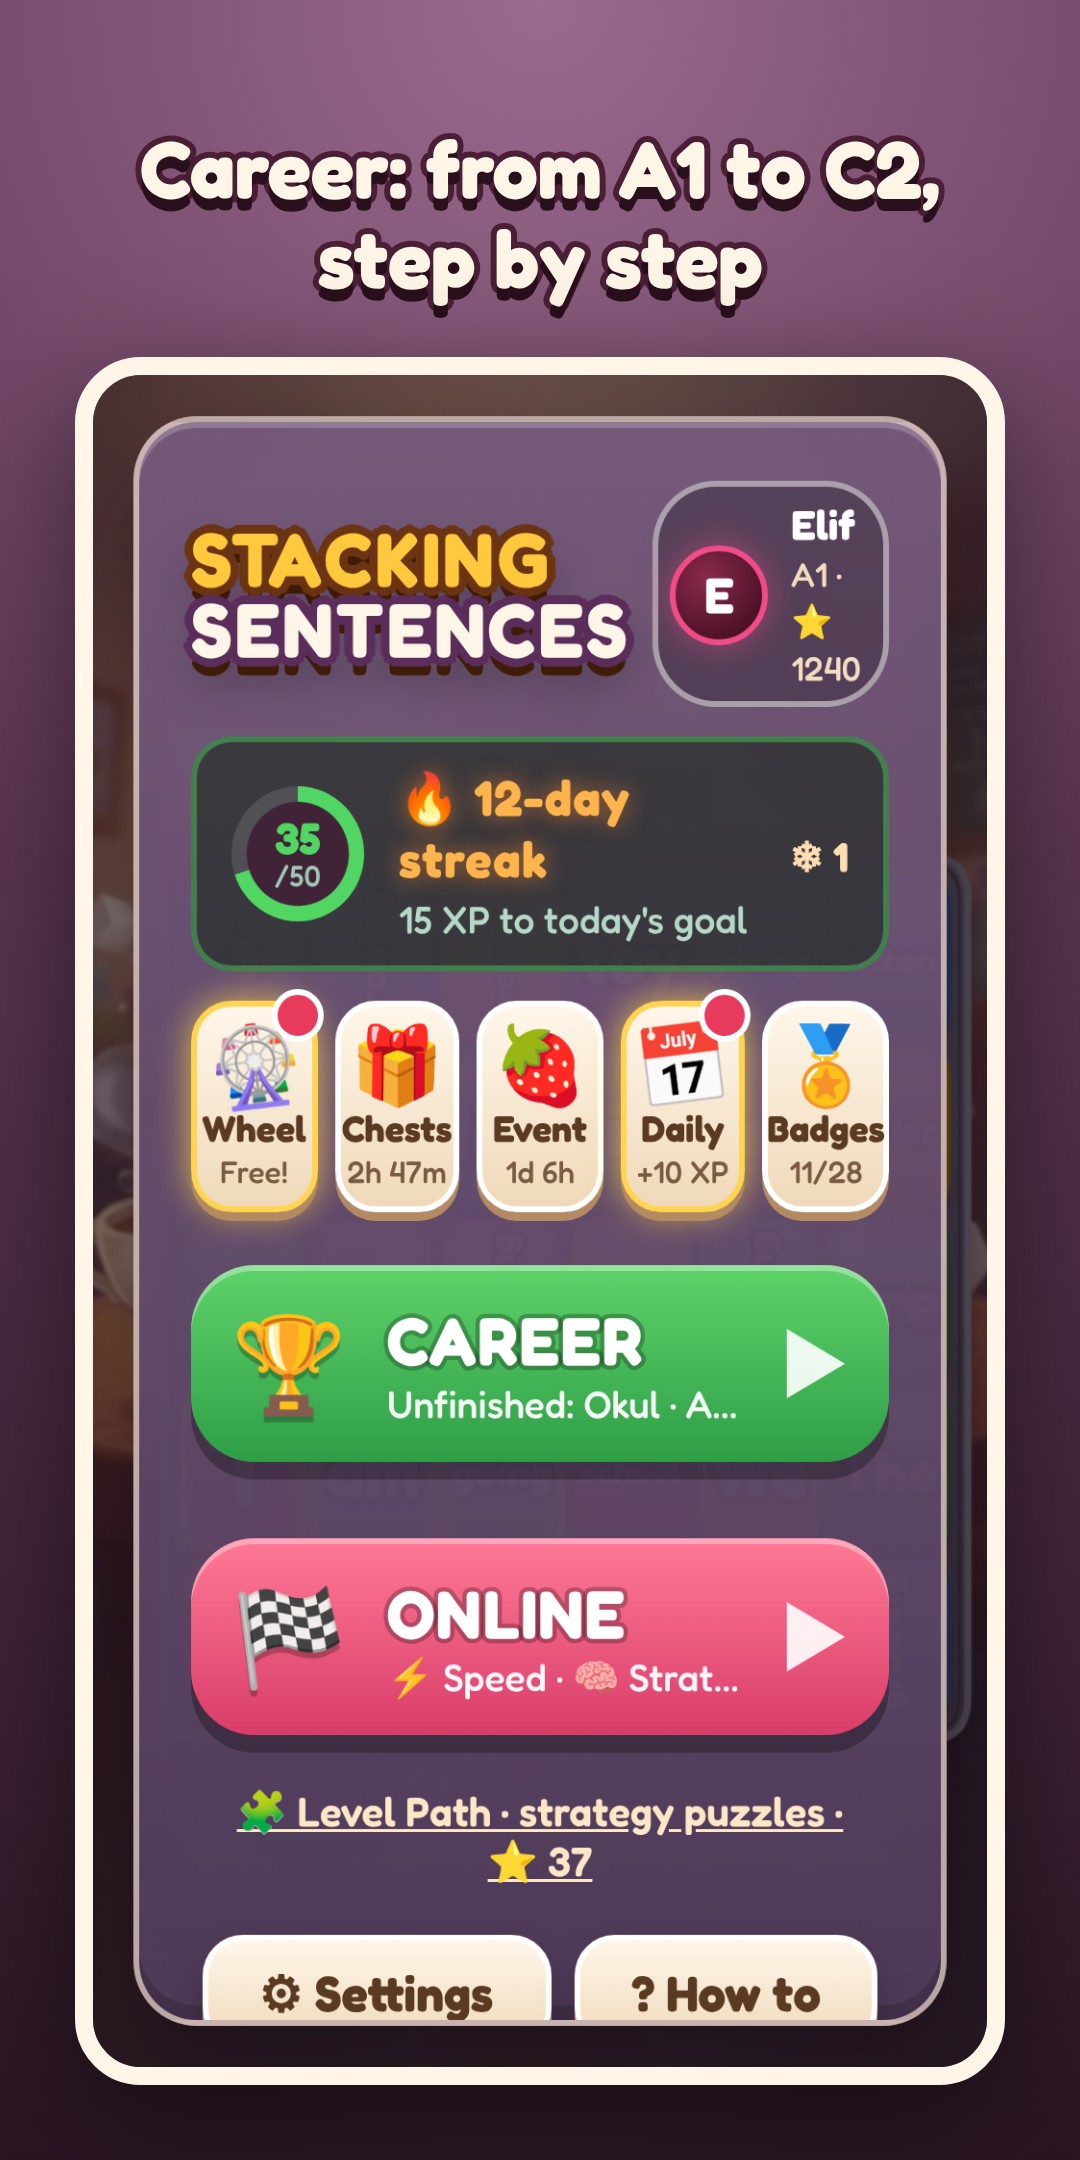 Career: from A1 to C2,
step by step
STACKING
SENTENCES
E
Elif
A1 ·
⭐
1240
35
/50
🔥 12-day
streak
15 XP to today's goal
❄ 1
Wheel
Free!
Chests
2h 47m
Event
1d 6h
July
17
Daily
+10 XP
Badges
11/28
🏆 CAREER
Unfinished: Okul · A...
🏁 ONLINE
⚡ Speed · 🧠 Strat...
🧩 Level Path · strategy puzzles ·
⭐ 37
⚙ Settings
? How to